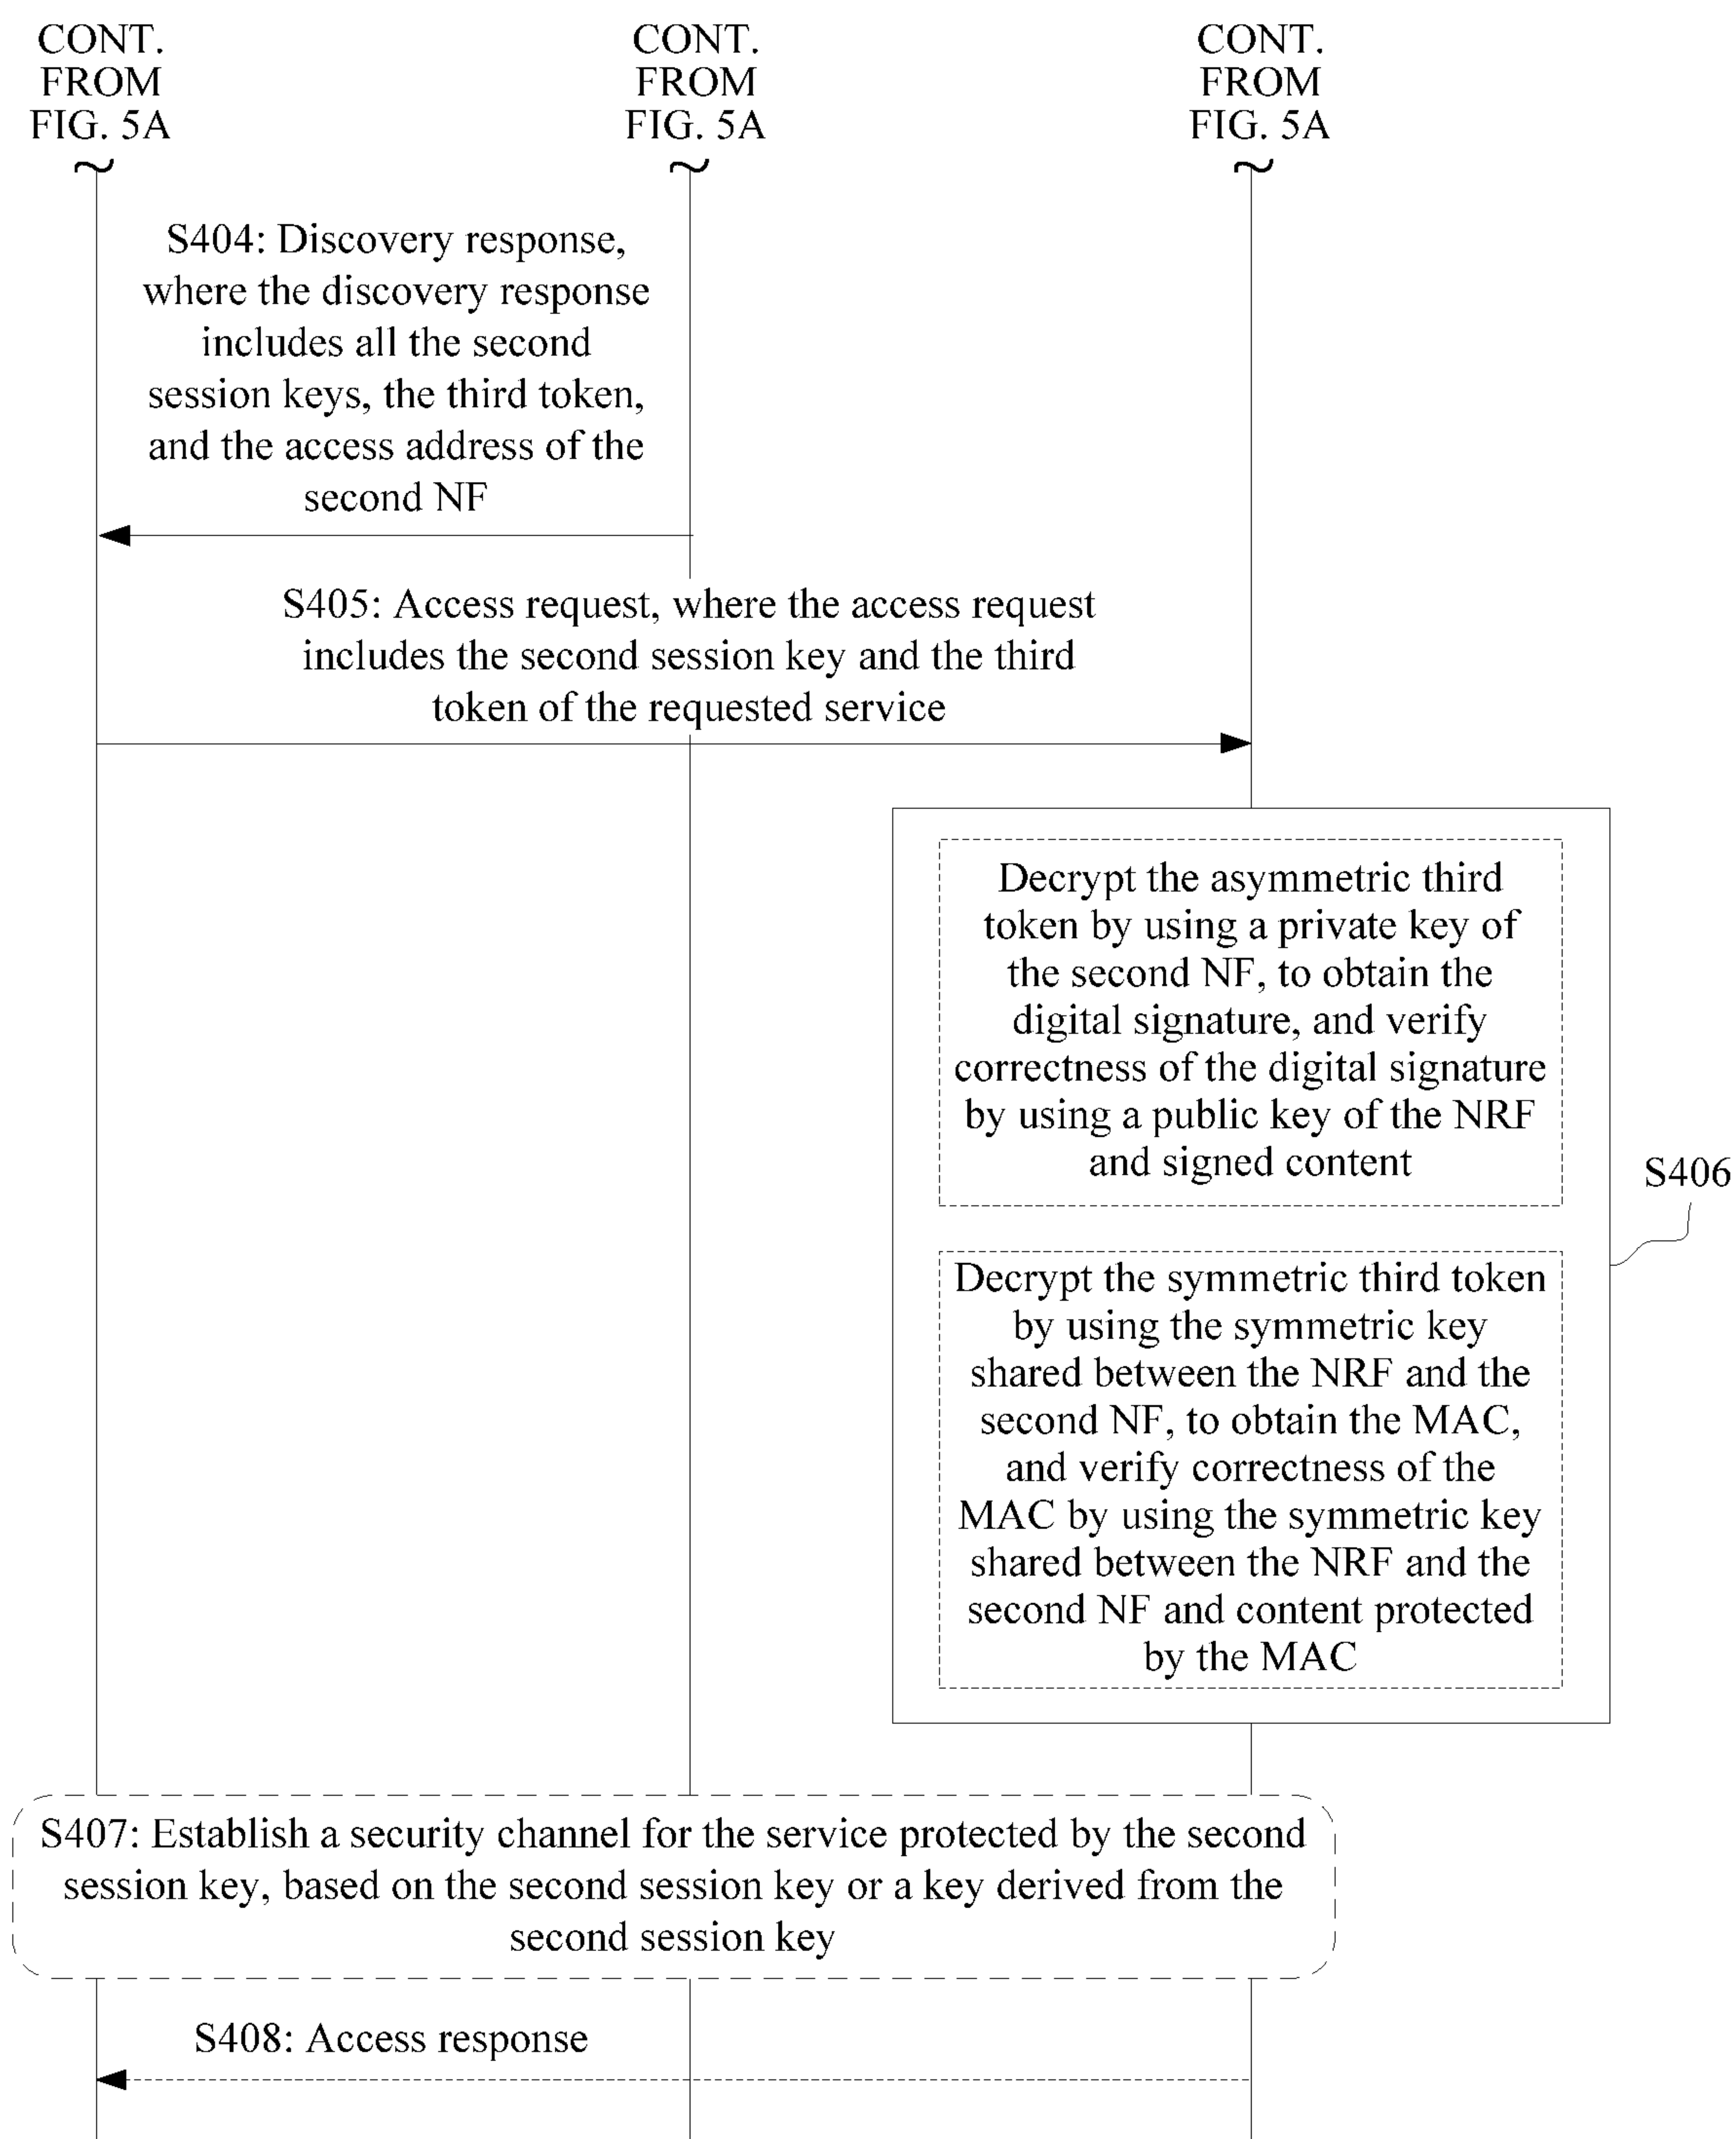 CONT.
FROM
FIG. 5A
CONT.
FROM
FIG. 5A
CONT.
FROM
FIG. 5A
S404: Discovery response,
where the discovery response
includes all the second
session keys, the third token,
and the access address of the
second NF
S405: Access request, where the access request
includes the second session key and the third
token of the requested service
Decrypt the asymmetric third
token by using a private key of
the second NF, to obtain the
digital signature, and verify
correctness of the digital signature
by using a public key of the NRF
and signed content
S406
Decrypt the symmetric third token
by using the symmetric key
shared between the NRF and the
second NF, to obtain the MAC,
and verify correctness of the
MAC by using the symmetric key
shared between the NRF and the
second NF and content protected
by the MAC
S407: Establish a security channel for the service protected by the second
session key, based on the second session key or a key derived from the
second session key
S408: Access response